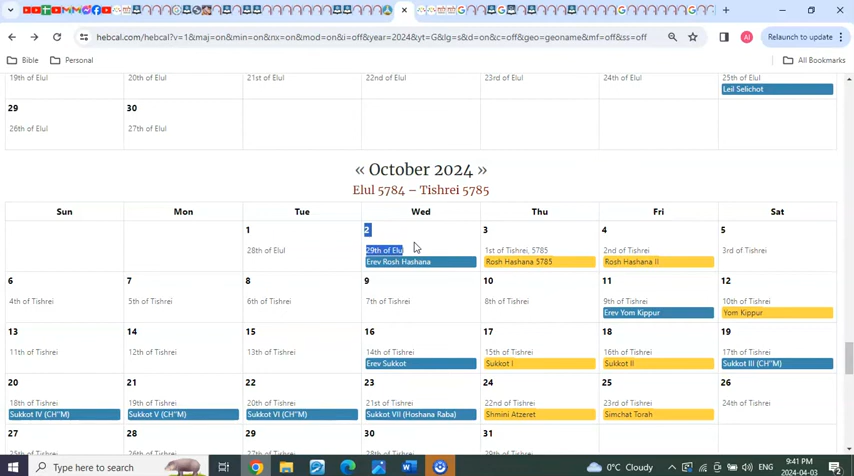 hebcal.com/hebcal?v=1&maj=on&min=on&nx=on&mod=on&i=off&year=2024&yt=G&lg=s&d=on&c=off&geo=geoname&mf=off&ss=off
AI
Relaunch to update
Bible
Personal
All Bookmarks
19th of Elul
20th of Elul
21st of Elul
22nd of Elul
23rd of Elul
24th of Elul
25th of Elul
Leil Selichot
29
30
26th of Elul
27th of Elul
« October 2024 »
Elul 5784 – Tishrei 5785
Sun Mon Tue Wed Thu Fri Sat
1
2
3
4
5
28th of Elul
29th of Elu
1st of Tishrei, 5785
2nd of Tishrei
3rd of Tishrei
Erev Rosh Hashana
Rosh Hashana 5785
Rosh Hashana II
6
7
8
9
10
11
12
4th of Tishrei
5th of Tishrei
6th of Tishrei
7th of Tishrei
8th of Tishrei
9th of Tishrei
10th of Tishrei
Erev Yom Kippur
Yom Kippur
13
14
15
16
17
18
19
11th of Tishrei
12th of Tishrei
13th of Tishrei
14th of Tishrei
15th of Tishrei
16th of Tishrei
17th of Tishrei
Erev Sukkot
Sukkot I
Sukkot II
Sukkot III (CH''M)
20
21
22
23
24
25
26
18th of Tishrei
19th of Tishrei
20th of Tishrei
21st of Tishrei
22nd of Tishrei
23rd of Tishrei
24th of Tishrei
Sukkot IV (CH''M)
Sukkot V (CH''M)
Sukkot VI (CH''M)
Sukkot VII (Hoshana Raba)
Shmini Atzeret
Simchat Torah
27
28
29
30
31
Type here to search
0°C Cloudy
ENG
9:41 PM
2024-04-03